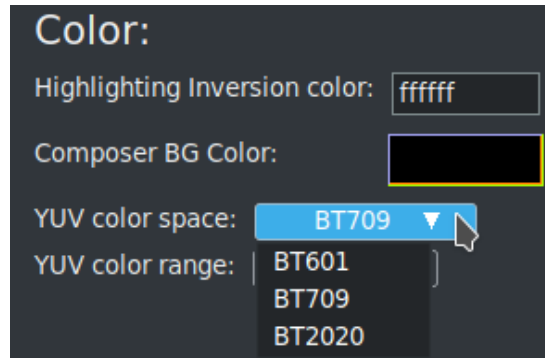 Color:
Highlighting Inversion color: ffffff
Composer BG Color:
YUV color space: BT709 ▼
YUV color range:
BT601
BT709
BT2020